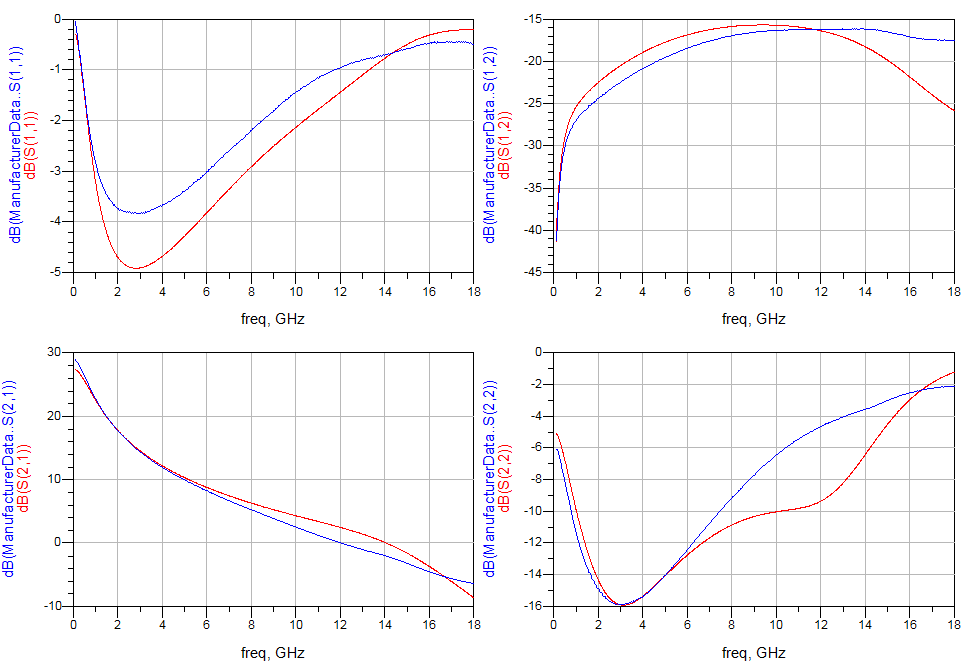 dB(ManufacturerData..S(1,1))
dB(S(1,1))
0
-1
-2
-3
-4
-5
0 2 4 6 8 10 12 14 16 18
freq, GHz
dB(ManufacturerData..S(1,2))
dB(S(1,2))
-15
-20
-25
-30
-35
-40
-45
0 2 4 6 8 10 12 14 16 18
freq, GHz
dB(ManufacturerData..S(2,1))
dB(S(2,1))
30
20
10
0
-10
0 2 4 6 8 10 12 14 16 18
freq, GHz
dB(ManufacturerData..S(2,2))
dB(S(2,2))
0
-2
-4
-6
-8
-10
-12
-14
-16
0 2 4 6 8 10 12 14 16 18
freq, GHz